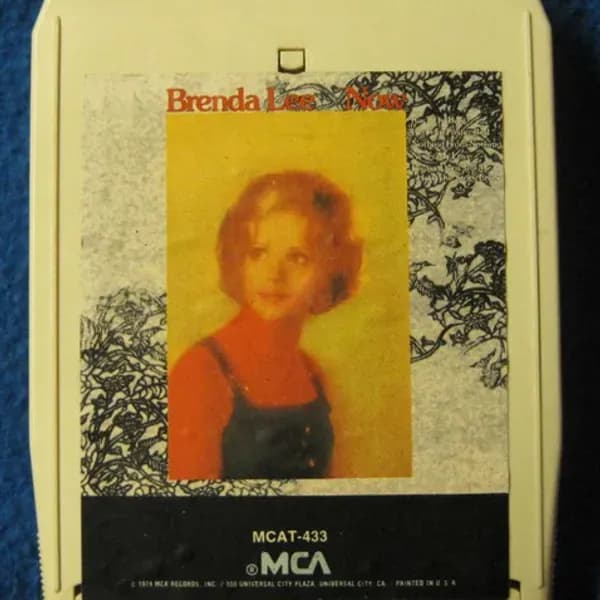 Brenda Lee Now
MCAT-433
® MCA
© 1974 MCA RECORDS, INC. / 100 UNIVERSAL CITY PLAZA, UNIVERSAL CITY, CA. PRINTED IN U S A